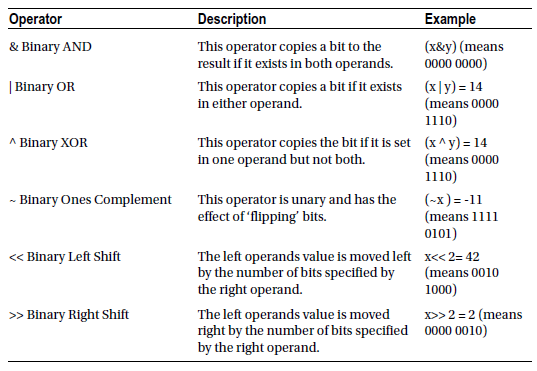 Operator Description Example
& Binary AND This operator copies a bit to the (x&y) (means
result if it exists in both operands. 0000 0000)
| Binary OR This operator copies a bit if it exists (x | y) = 14
in either operand. (means 0000
1110)
^ Binary XOR This operator copies the bit if it is set (x ^ y) = 14
in one operand but not both. (means 0000
1110)
~ Binary Ones Complement This operator is unary and has the (~x ) = -11
effect of ‘flipping’ bits. (means 1111
0101)
<< Binary Left Shift The left operands value is moved left x<< 2= 42
by the number of bits specified by (means 0010
the right operand. 1000)
>> Binary Right Shift The left operands value is moved x>> 2 = 2 (means
right by the number of bits specified 0000 0010)
by the right operand.